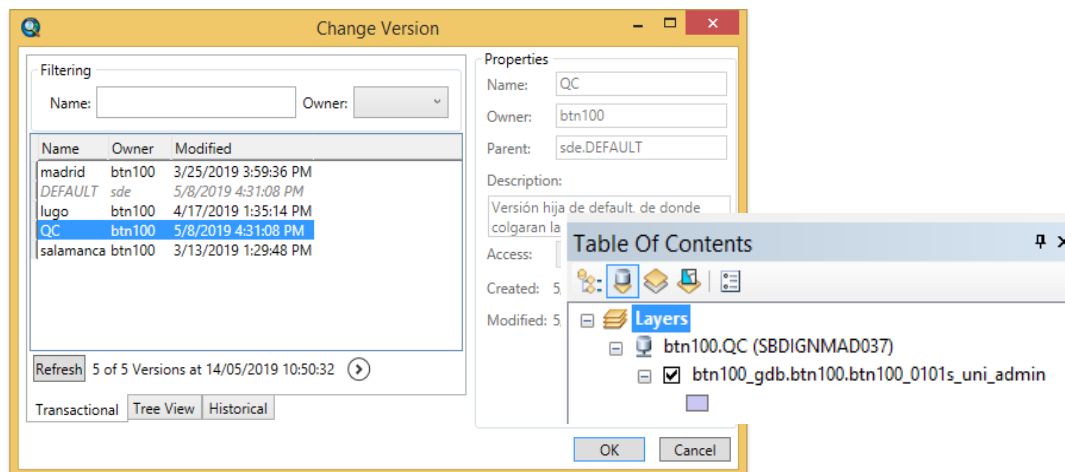 Change Version
Filtering
Name:
Owner:
Name Owner Modified
madrid btn100 3/25/2019 3:59:36 PM
DEFAULT sde 5/8/2019 4:31:08 PM
lugo btn100 4/17/2019 1:35:14 PM
QC btn100 5/8/2019 4:31:08 PM
salamanca btn100 3/13/2019 1:29:48 PM
Refresh 5 of 5 Versions at 14/05/2019 10:50:32
Transactional Tree View Historical
Properties
Name: QC
Owner: btn100
Parent: sde.DEFAULT
Description:
Versión hija de default. de donde
colgaran la
Access:
Created: 5
Modified: 5
OK Cancel
Table Of Contents
Layers
btn100.QC (SBDIGNMAD037)
btn100_gdb.btn100.btn100_0101s_uni_admin